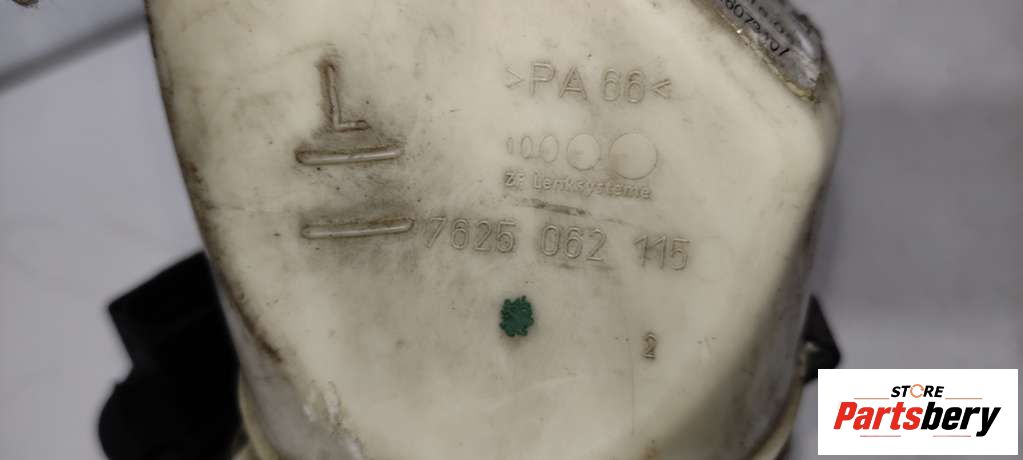 L
>PA 66<
ZF Lenksysteme
7625 062 115
2
STORE
Partsbery